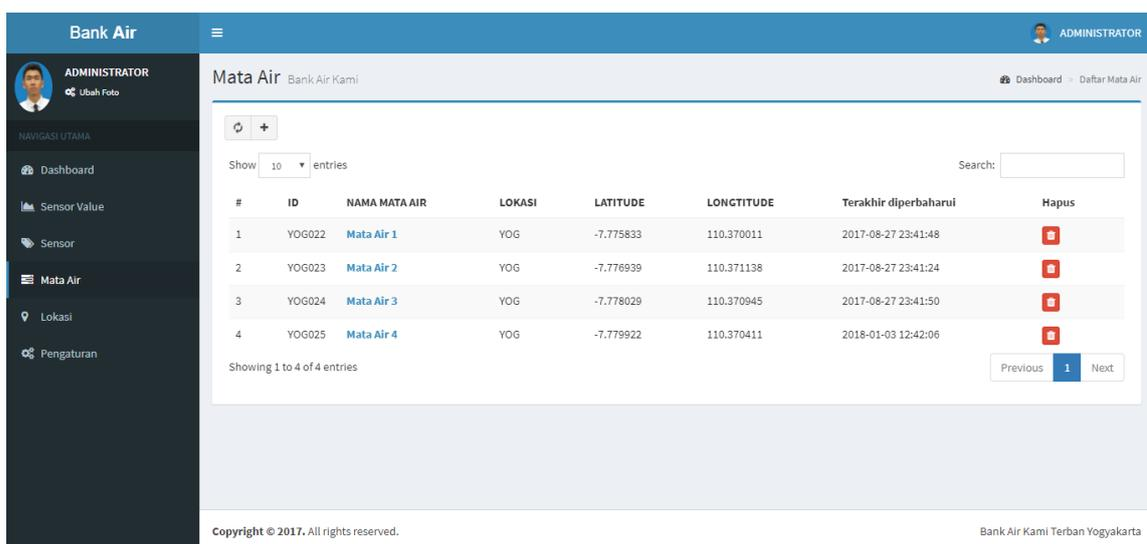 Bank Air
ADMINISTRATOR
ADMINISTRATOR
Ubah Foto
Mata Air Bank Air Kami
Dashboard > Daftar Mata Air
NAVIGASI UTAMA
Dashboard
Sensor Value
Sensor
Mata Air
Lokasi
Pengaturan
Show 10 entries
Search:
# ID NAMA MATA AIR LOKASI LATITUDE LONGTITUDE Terakhir diperbaharui Hapus
1 YOG022 Mata Air 1 YOG -7.775833 110.370011 2017-08-27 23:41:48
2 YOG023 Mata Air 2 YOG -7.776939 110.371138 2017-08-27 23:41:24
3 YOG024 Mata Air 3 YOG -7.778029 110.370945 2017-08-27 23:41:50
4 YOG025 Mata Air 4 YOG -7.779922 110.370411 2018-01-03 12:42:06
Showing 1 to 4 of 4 entries
Previous 1 Next
Copyright © 2017. All rights reserved.
Bank Air Kami Terban Yogyakarta